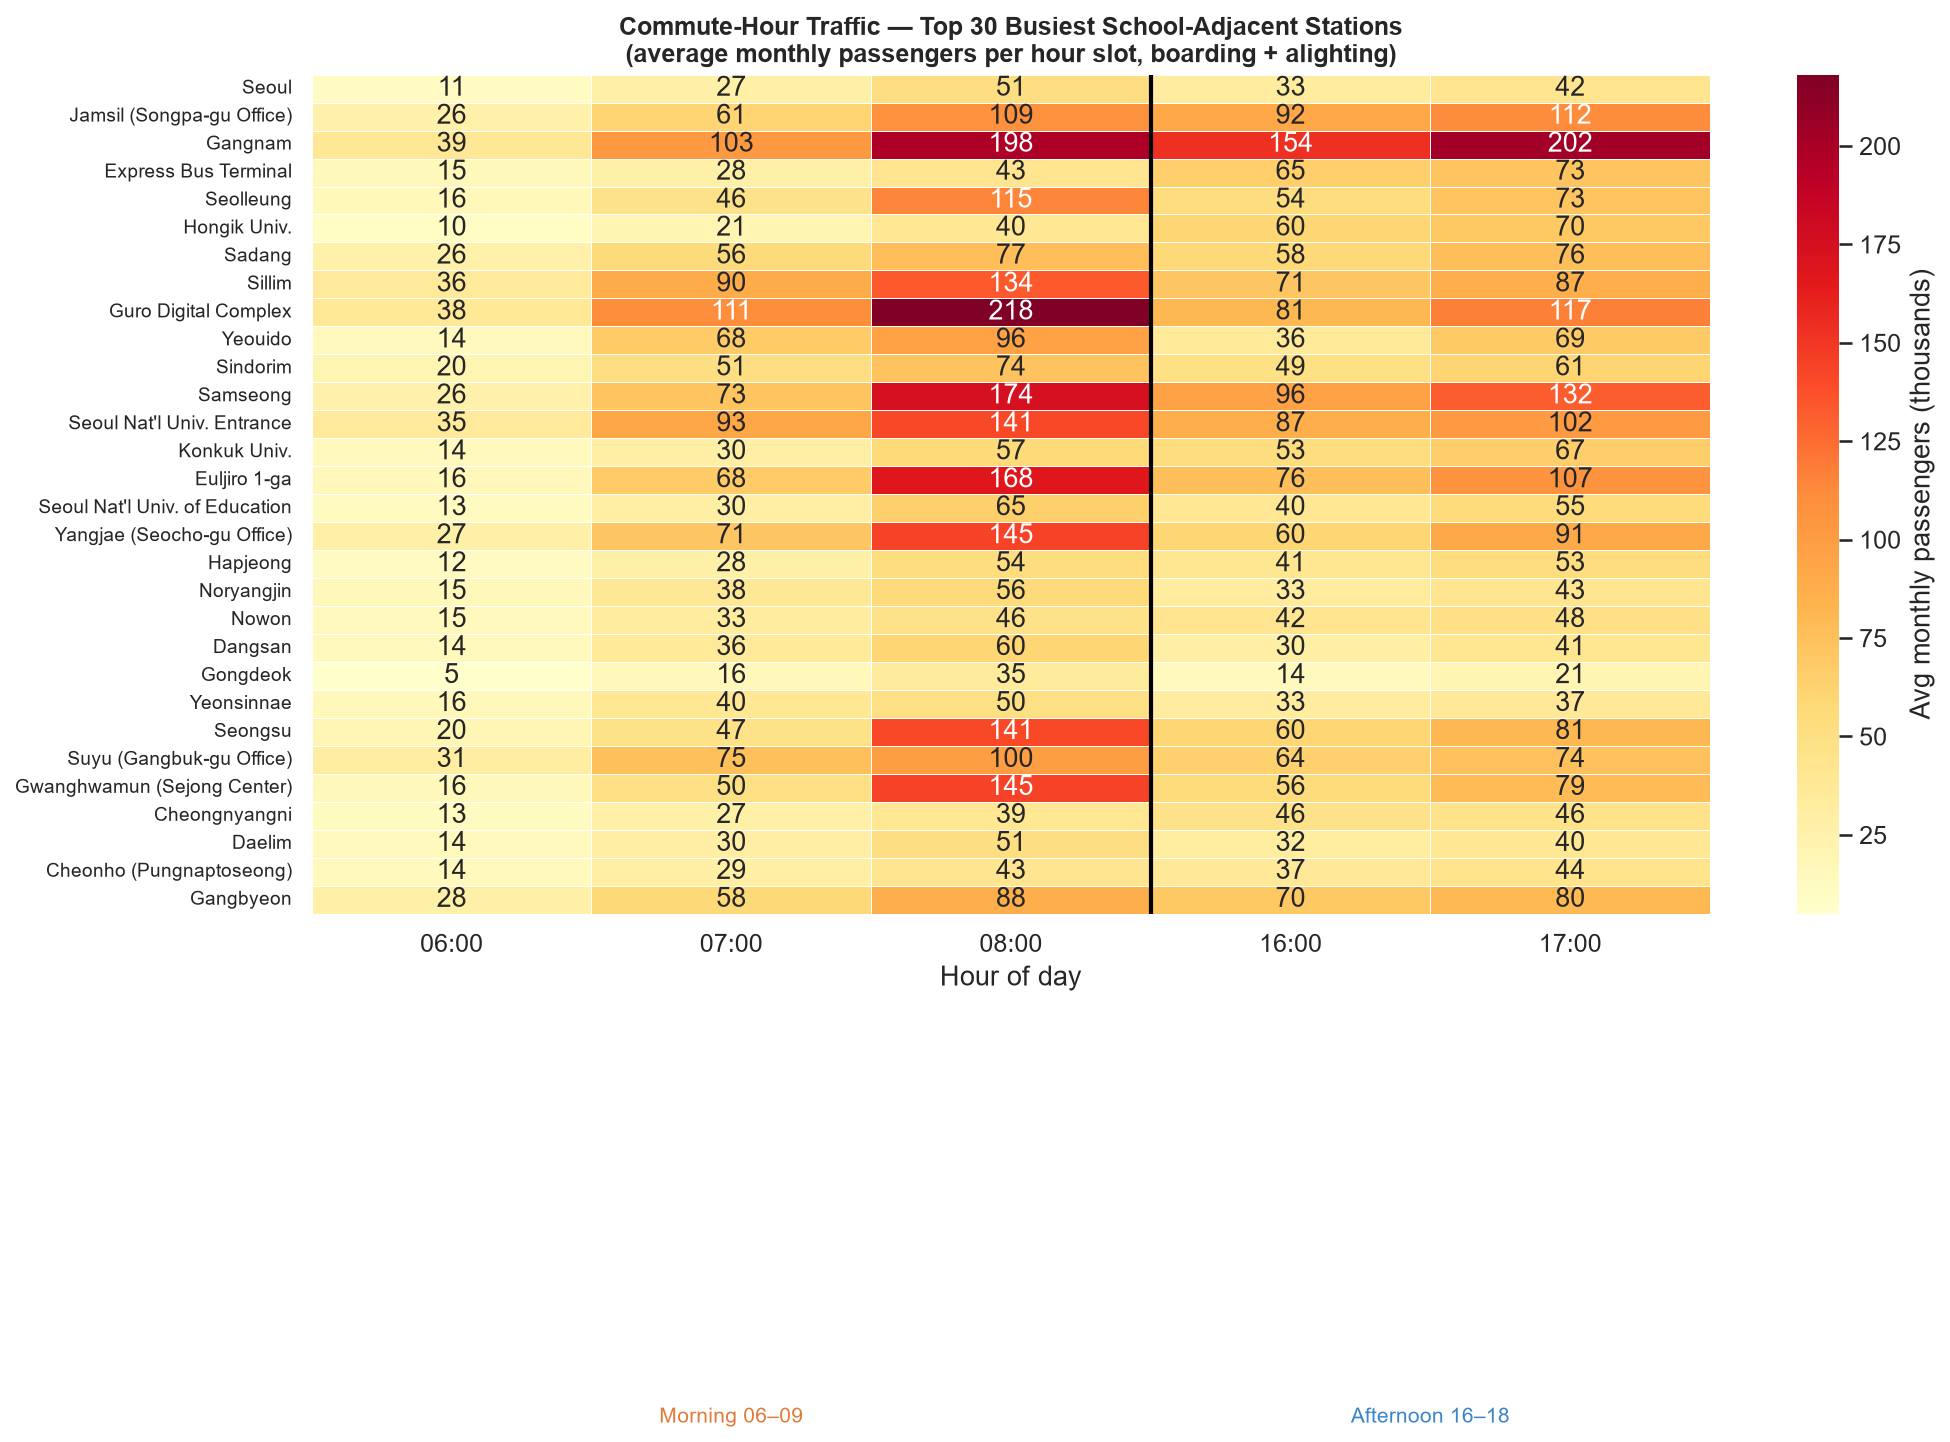 Commute-Hour Traffic — Top 30 Busiest School-Adjacent Stations
(average monthly passengers per hour slot, boarding + alighting)
Seoul 11 27 51 33 42
Jamsil (Songpa-gu Office) 26 61 109 92 112
Gangnam 39 103 198 154 202
Express Bus Terminal 15 28 43 65 73
Seolleung 16 46 115 54 73
Hongik Univ. 10 21 40 60 70
Sadang 26 56 77 58 76
Sillim 36 90 134 71 87
Guro Digital Complex 38 111 218 81 117
Yeouido 14 68 96 36 69
Sindorim 20 51 74 49 61
Samseong 26 73 174 96 132
Seoul Nat'l Univ. Entrance 35 93 141 87 102
Konkuk Univ. 14 30 57 53 67
Euljiro 1-ga 16 68 168 76 107
Seoul Nat'l Univ. of Education 13 30 65 40 55
Yangjae (Seocho-gu Office) 27 71 145 60 91
Hapjeong 12 28 54 41 53
Noryangjin 15 38 56 33 43
Nowon 15 33 46 42 48
Dangsan 14 36 60 30 41
Gongdeok 5 16 35 14 21
Yeonsinnae 16 40 50 33 37
Seongsu 20 47 141 60 81
Suyu (Gangbuk-gu Office) 31 75 100 64 74
Gwanghwamun (Sejong Center) 16 50 145 56 79
Cheongnyangni 13 27 39 46 46
Daelim 14 30 51 32 40
Cheonho (Pungnaptoseong) 14 29 43 37 44
Gangbyeon 28 58 88 70 80
06:00 07:00 08:00 16:00 17:00
Hour of day
200
175
150
125
100
75
50
25
Avg monthly passengers (thousands)
Morning 06–09
Afternoon 16–18